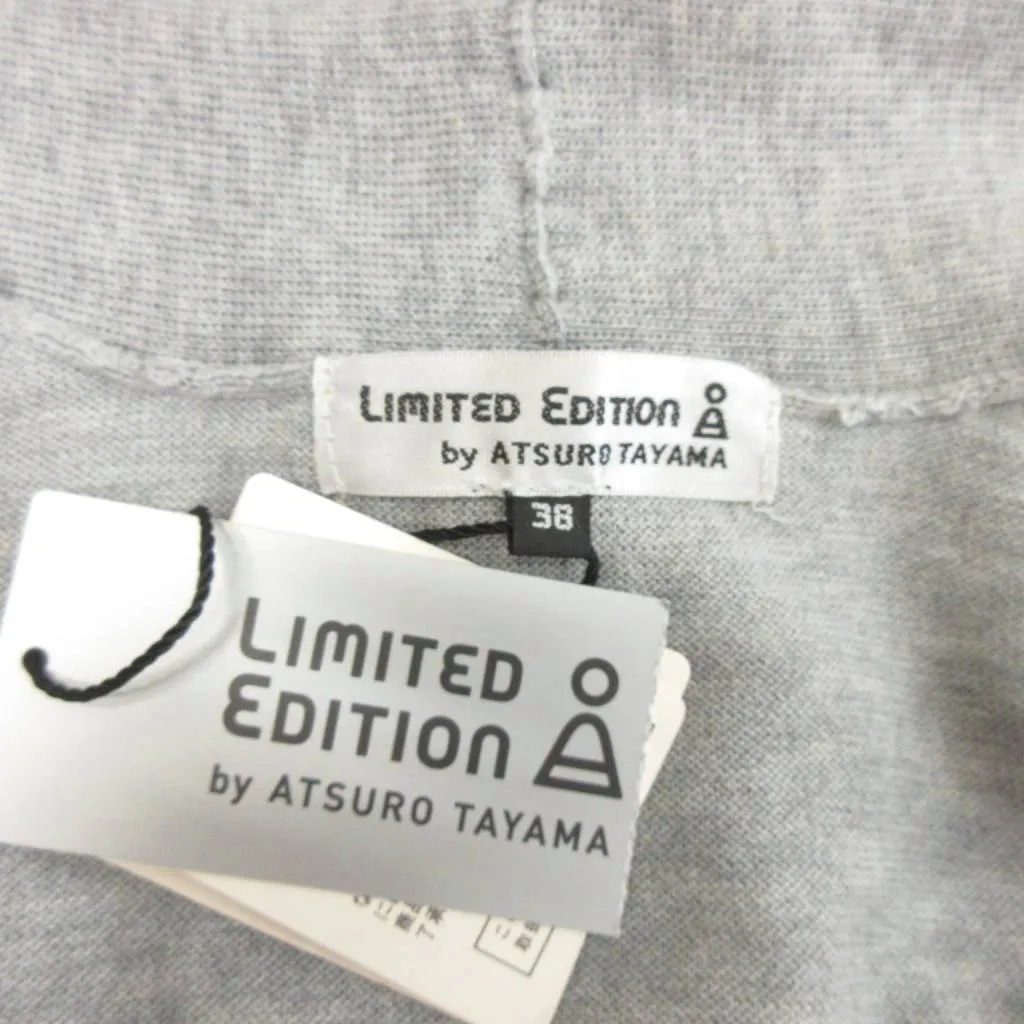 LIMITED EDITION
by ATSURO TAYAMA
38
LIMITED
EDITION
by ATSURO TAYAMA